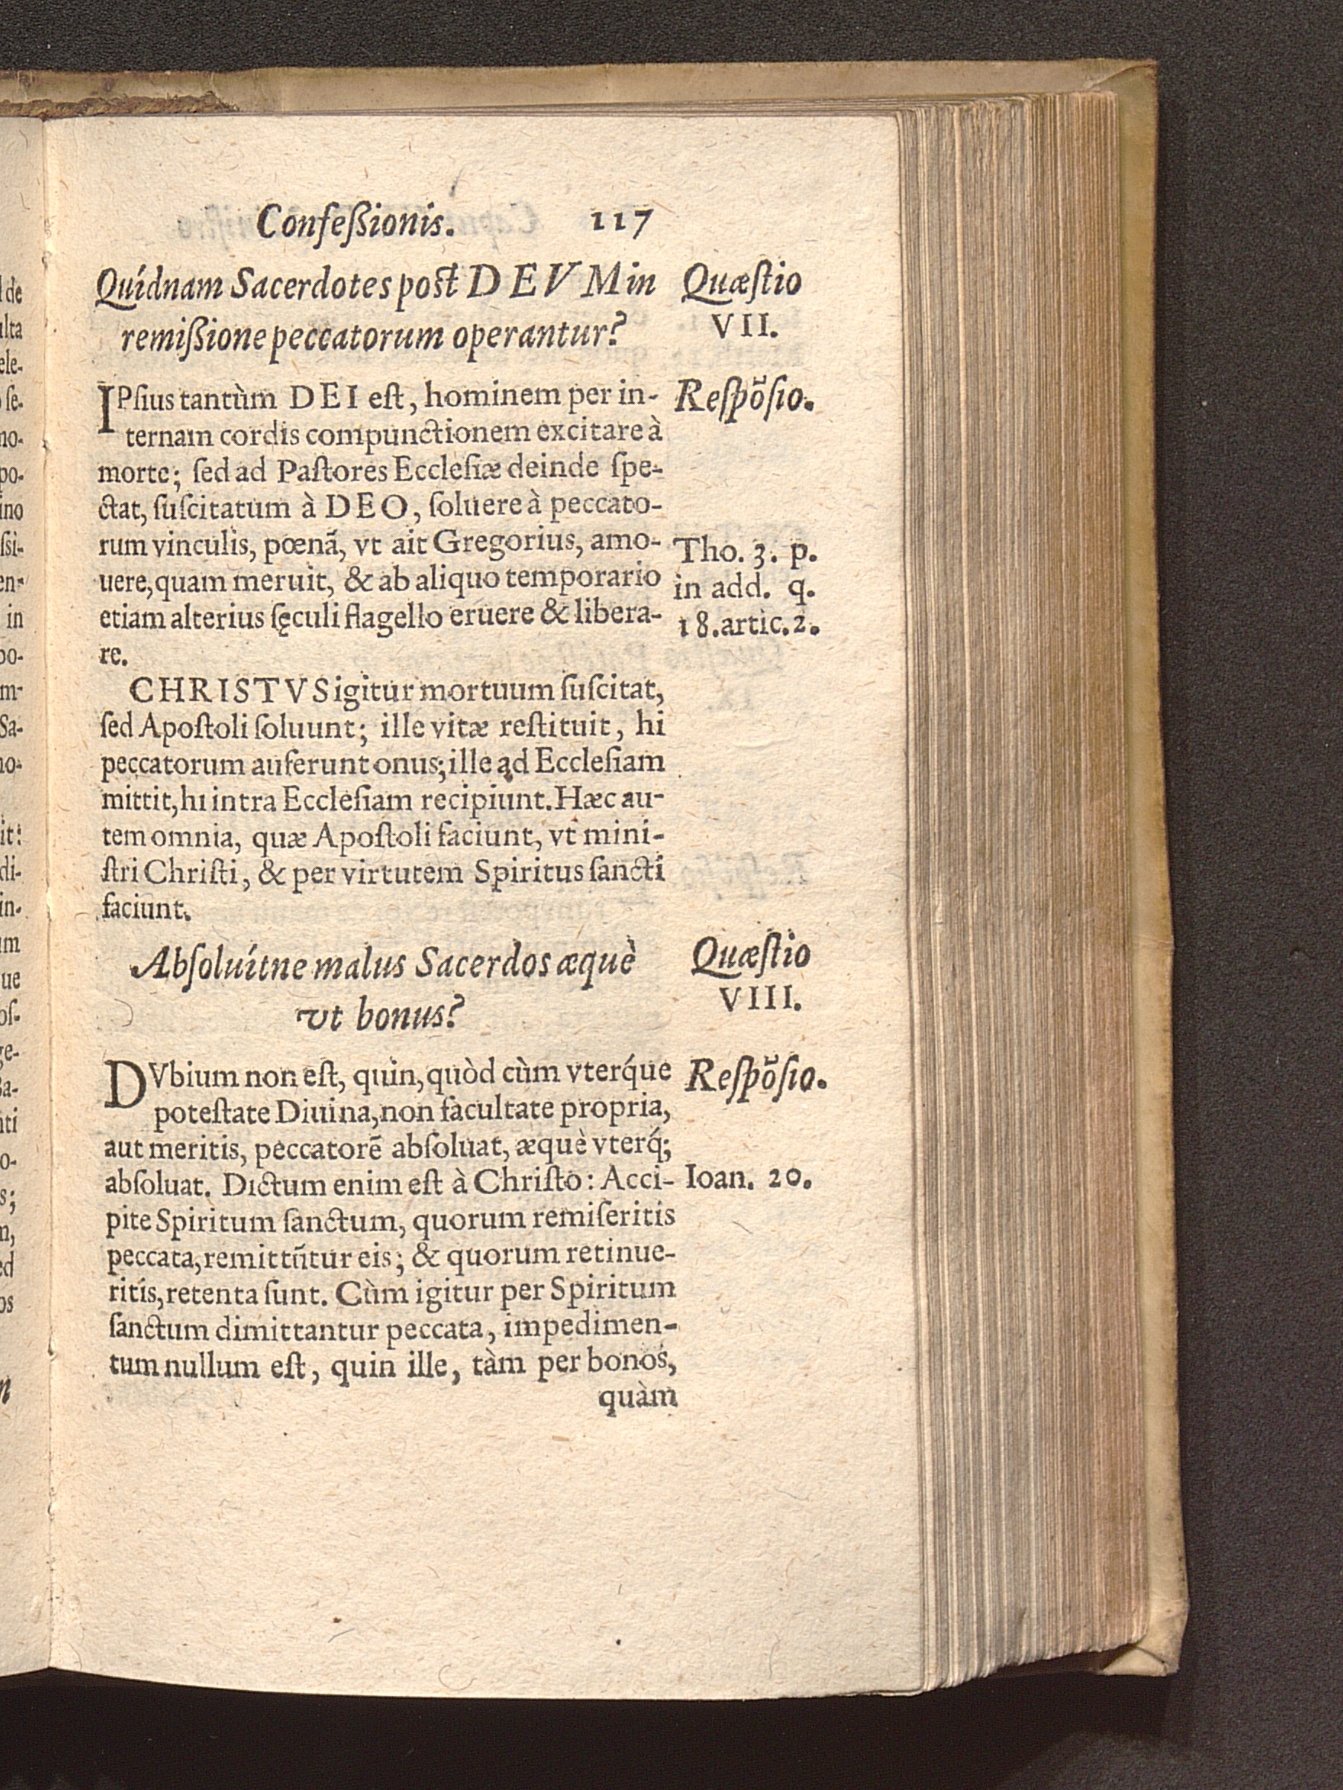 Confeßionis. 117
Quidnam Sacerdotes post DEVM in
remißione peccatorum operantur?
Quæſtio
VII.
IPſius tantùm DEI eſt, hominem per in-
ternam cordis compunctionem excitare à
morte; ſed ad Paſtores Eccleſiæ deinde ſpe-
ctat, ſuſcitatum à DEO, ſoluere à peccato-
rum vinculis, pœnã, vt ait Gregorius, amo-
uere, quam meruit, & ab aliquo temporario
etiam alterius ſęculi flagello eruere & libera-
re.
Reſpõſio.
Tho. 3. p.
in add. q.
18. artic. 2.
CHRISTVS igitur mortuum ſuſcitat,
ſed Apoſtoli ſoluunt; ille vitæ reſtituit, hi
peccatorum auferunt onus; ille ad Eccleſiam
mittit, hi intra Eccleſiam recipiunt. Hæc au-
tem omnia, quæ Apoſtoli faciunt, vt mini-
ſtri Chriſti, & per virtutem Spiritus ſancti
faciunt.
Abſoluitne malus Sacerdos æquè
vt bonus?
Quæſtio
VIII.
DVbium non eſt, quin, quòd cùm vterq́ue
poteſtate Diuina, non facultate propria,
aut meritis, peccatorẽ abſoluat, æquè vterq́;
abſoluat. Dictum enim eſt à Chriſto: Acci-
pite Spiritum ſanctum, quorum remiſeritis
peccata, remittũtur eis; & quorum retinue-
ritis, retenta ſunt. Cùm igitur per Spiritum
ſanctum dimittantur peccata, impedimen-
tum nullum eſt, quin ille, tàm per bonos,
quàm
Reſpõſio.
Ioan. 20.